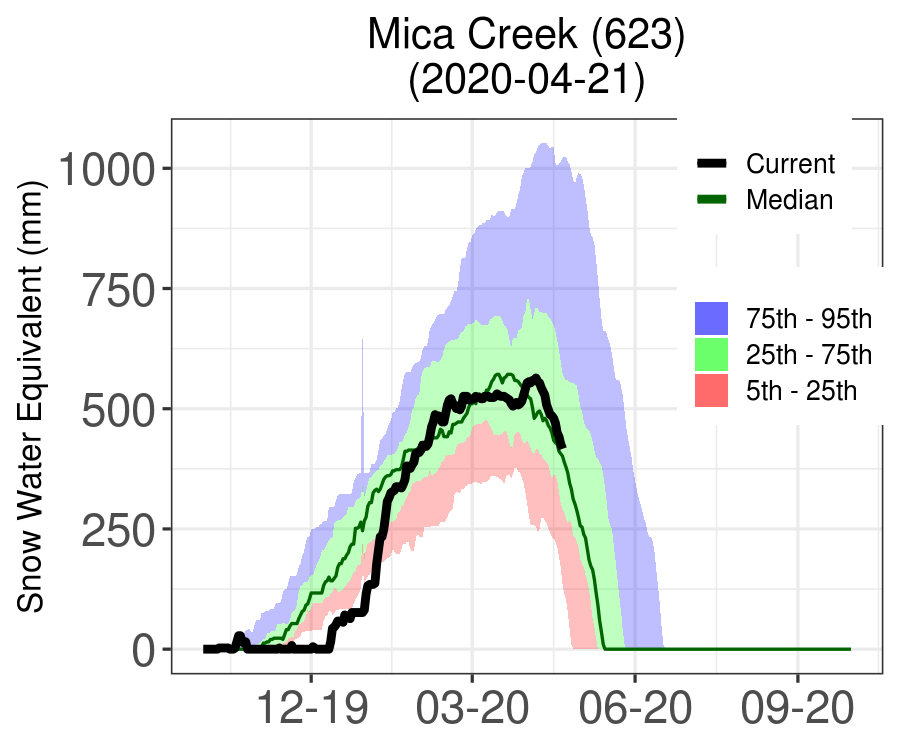 Mica Creek (623)
(2020-04-21)
Snow Water Equivalent (mm)
1000
750
500
250
0
12-19
03-20
06-20
09-20
Current
Median
75th - 95th
25th - 75th
5th - 25th